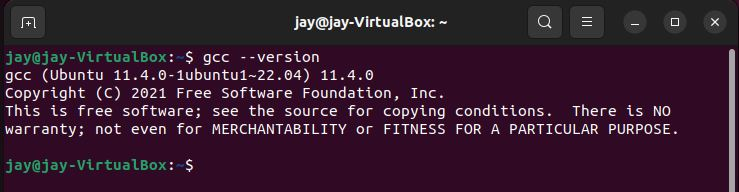 jay@jay-VirtualBox: ~
jay@jay-VirtualBox:~$ gcc --version
gcc (Ubuntu 11.4.0-1ubuntu1~22.04) 11.4.0
Copyright (C) 2021 Free Software Foundation, Inc.
This is free software; see the source for copying conditions.  There is NO
warranty; not even for MERCHANTABILITY or FITNESS FOR A PARTICULAR PURPOSE.
jay@jay-VirtualBox:~$